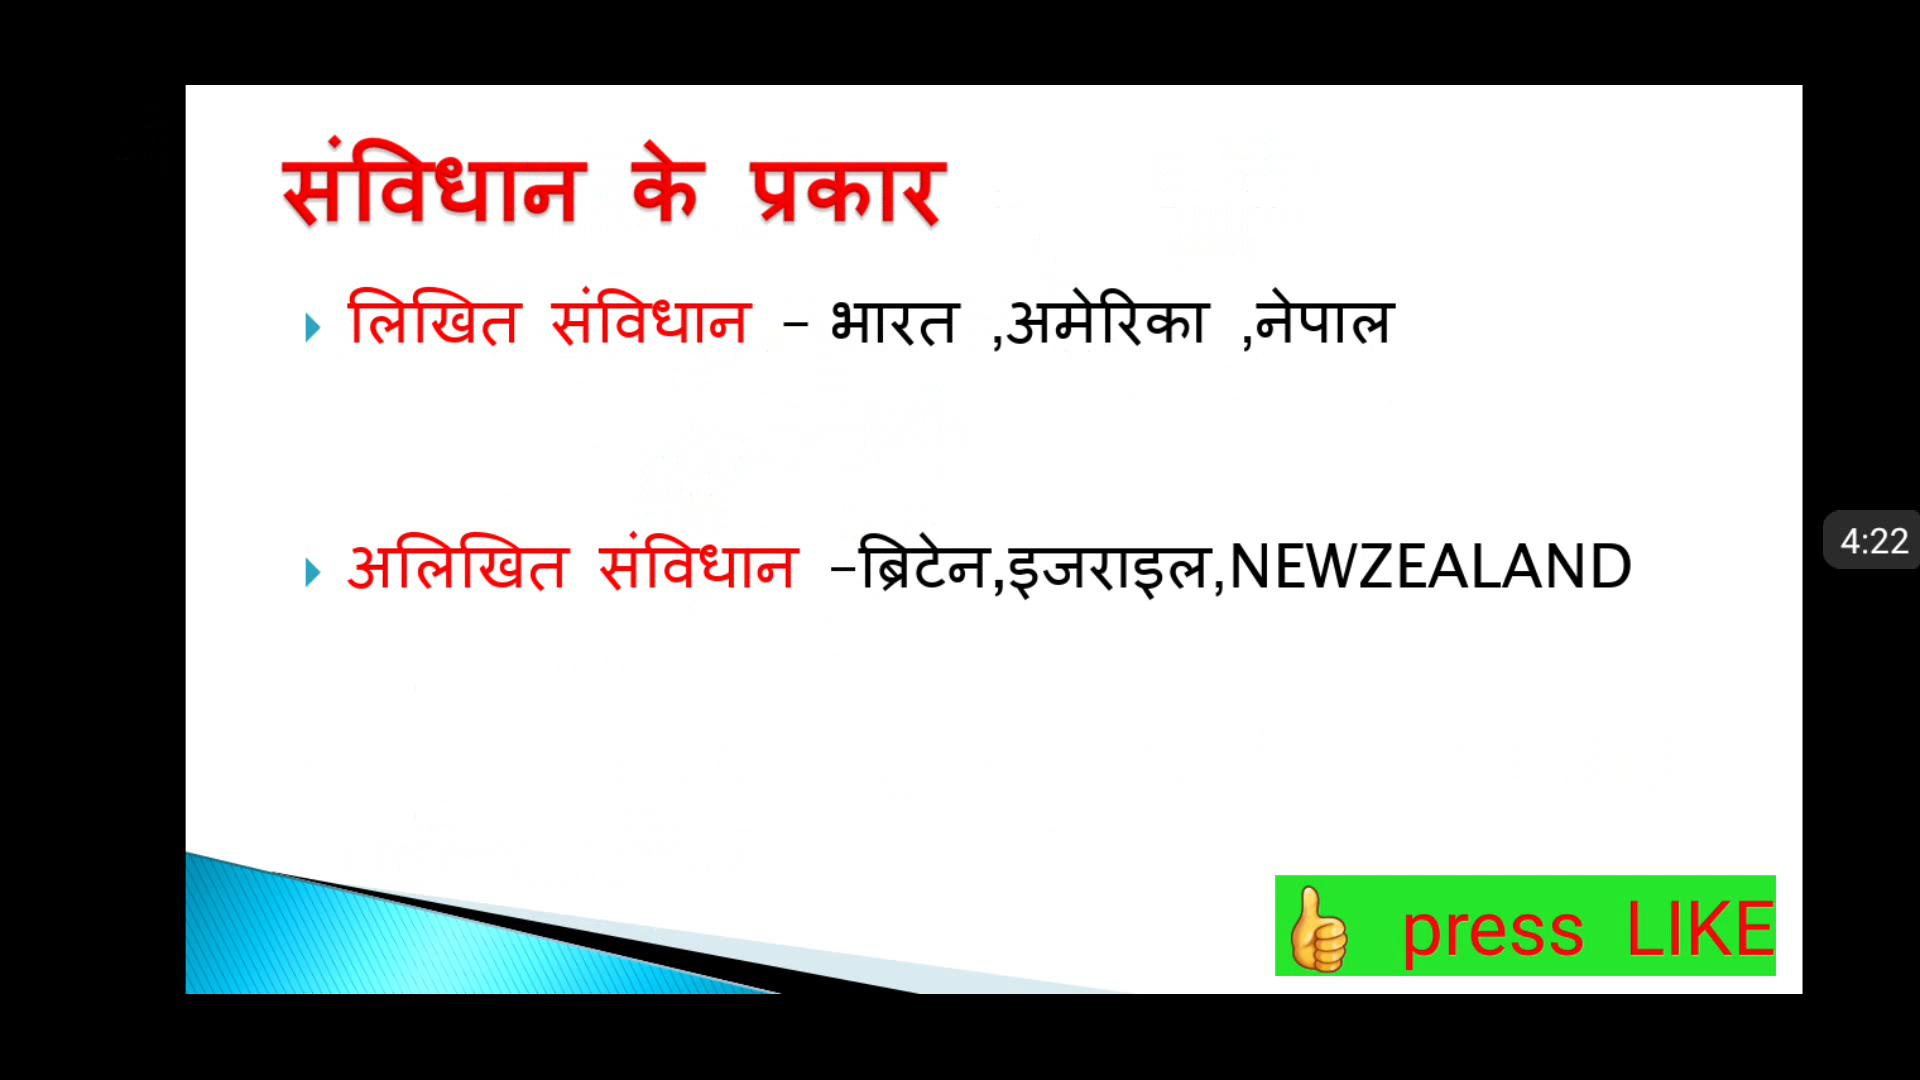 संविधान के प्रकार
लिखित संविधान - भारत ,अमेरिका ,नेपाल
अलिखित संविधान -ब्रिटेन,इजराइल,NEWZEALAND
4:22
press LIKE